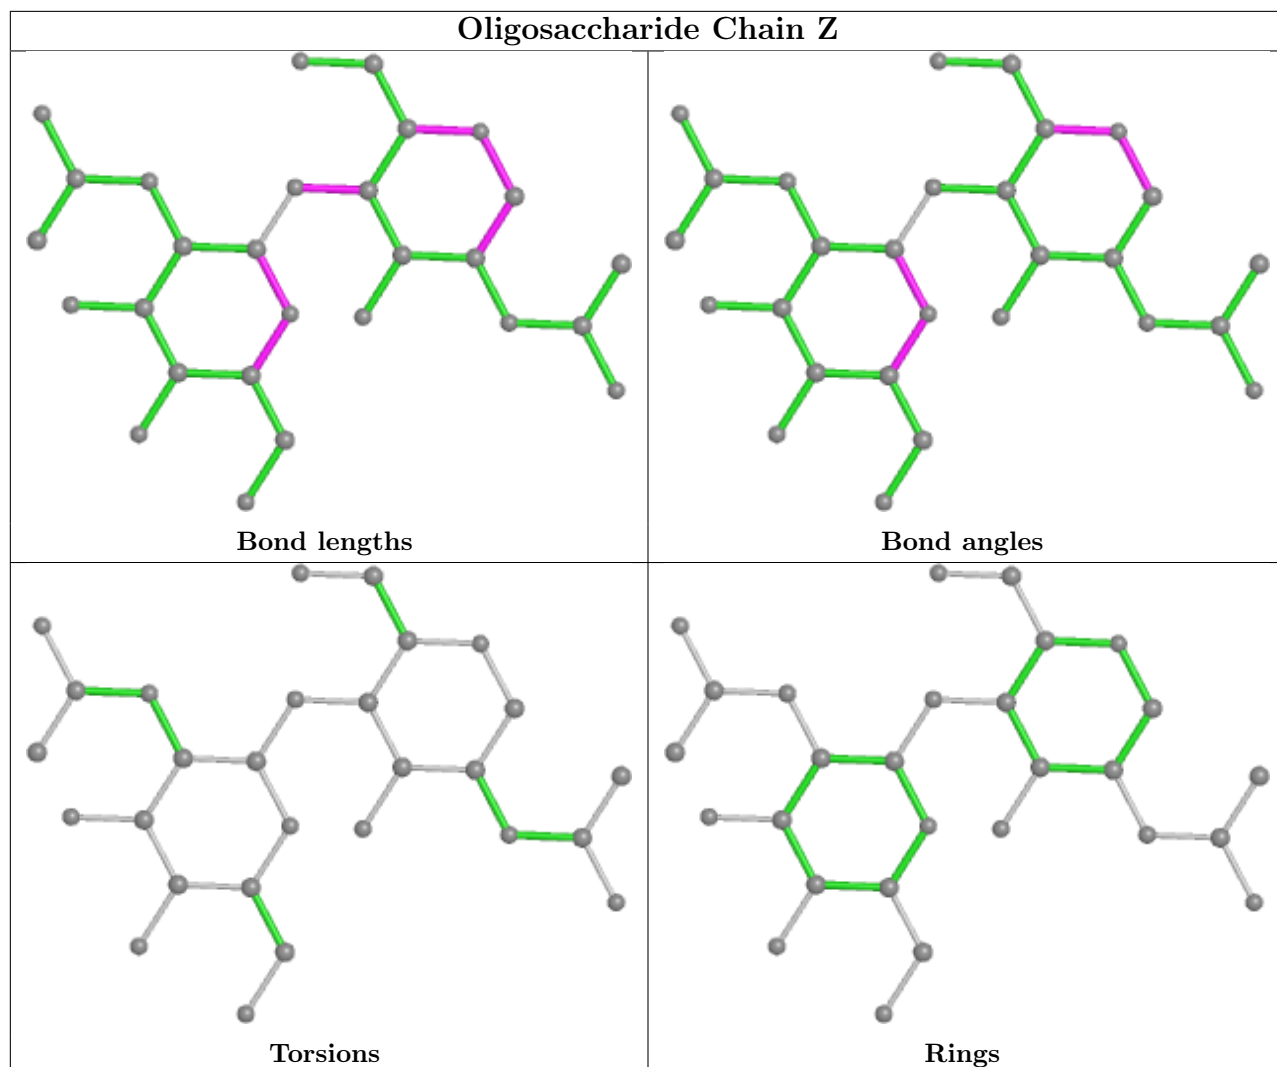 Oligosaccharide Chain Z
Bond lengths
Bond angles
Torsions
Rings